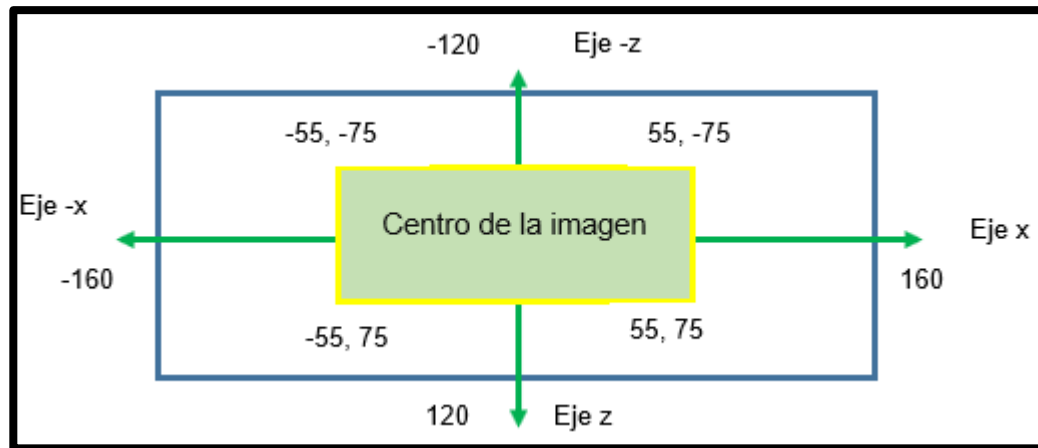 -120
Eje -z
-55, -75
55, -75
Eje -x
Centro de la imagen
Eje x
-160
160
-55, 75
55, 75
120
Eje z